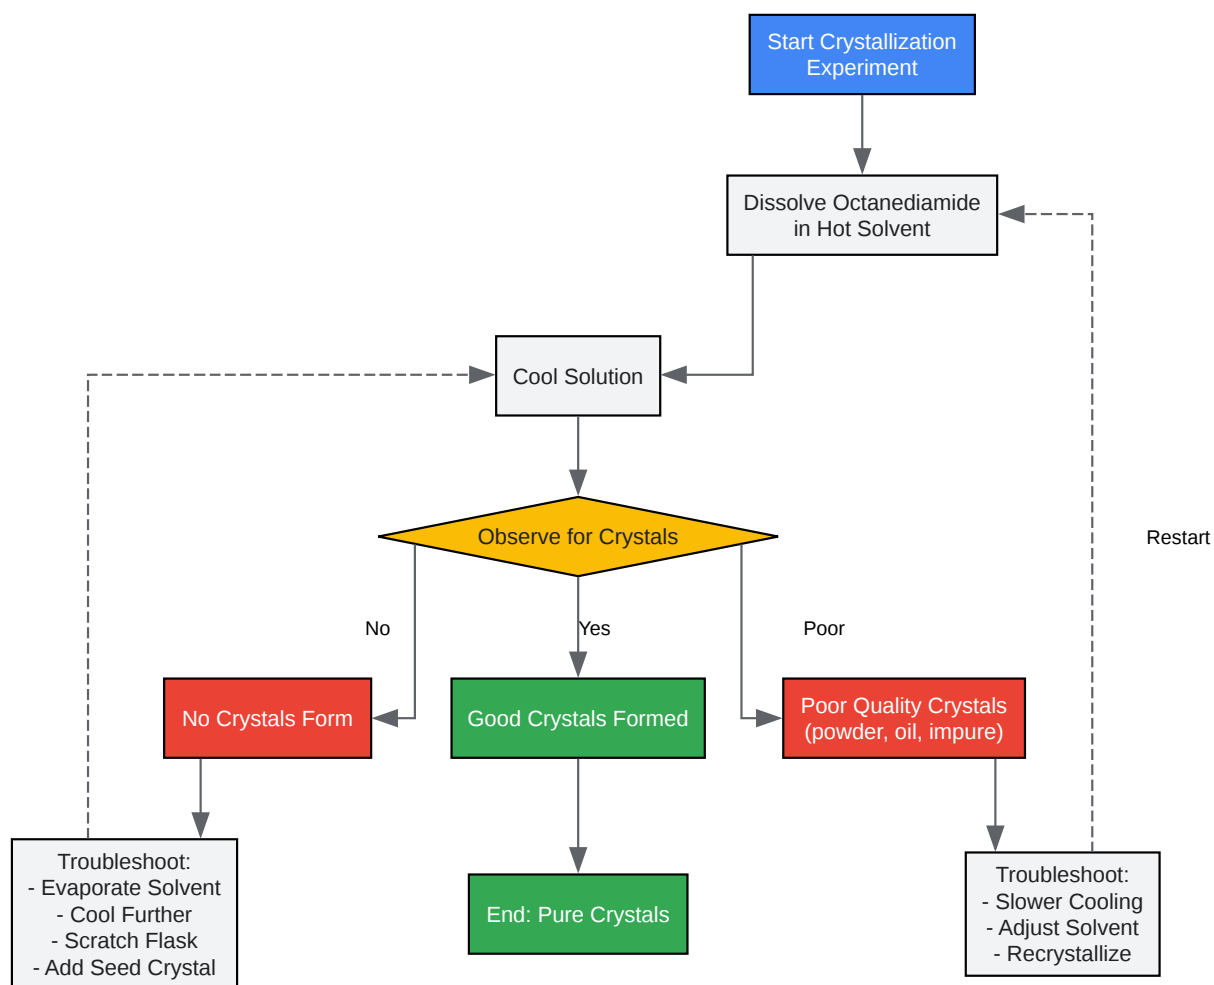 Start Crystallization
Experiment
Dissolve Octanediamide
in Hot Solvent
Cool Solution
Observe for Crystals
Restart
No
Yes
Poor
No Crystals Form
Good Crystals Formed
Poor Quality Crystals
(powder, oil, impure)
Troubleshoot:
- Evaporate Solvent
- Cool Further
- Scratch Flask
- Add Seed Crystal
End: Pure Crystals
Troubleshoot:
- Slower Cooling
- Adjust Solvent
- Recrystallize